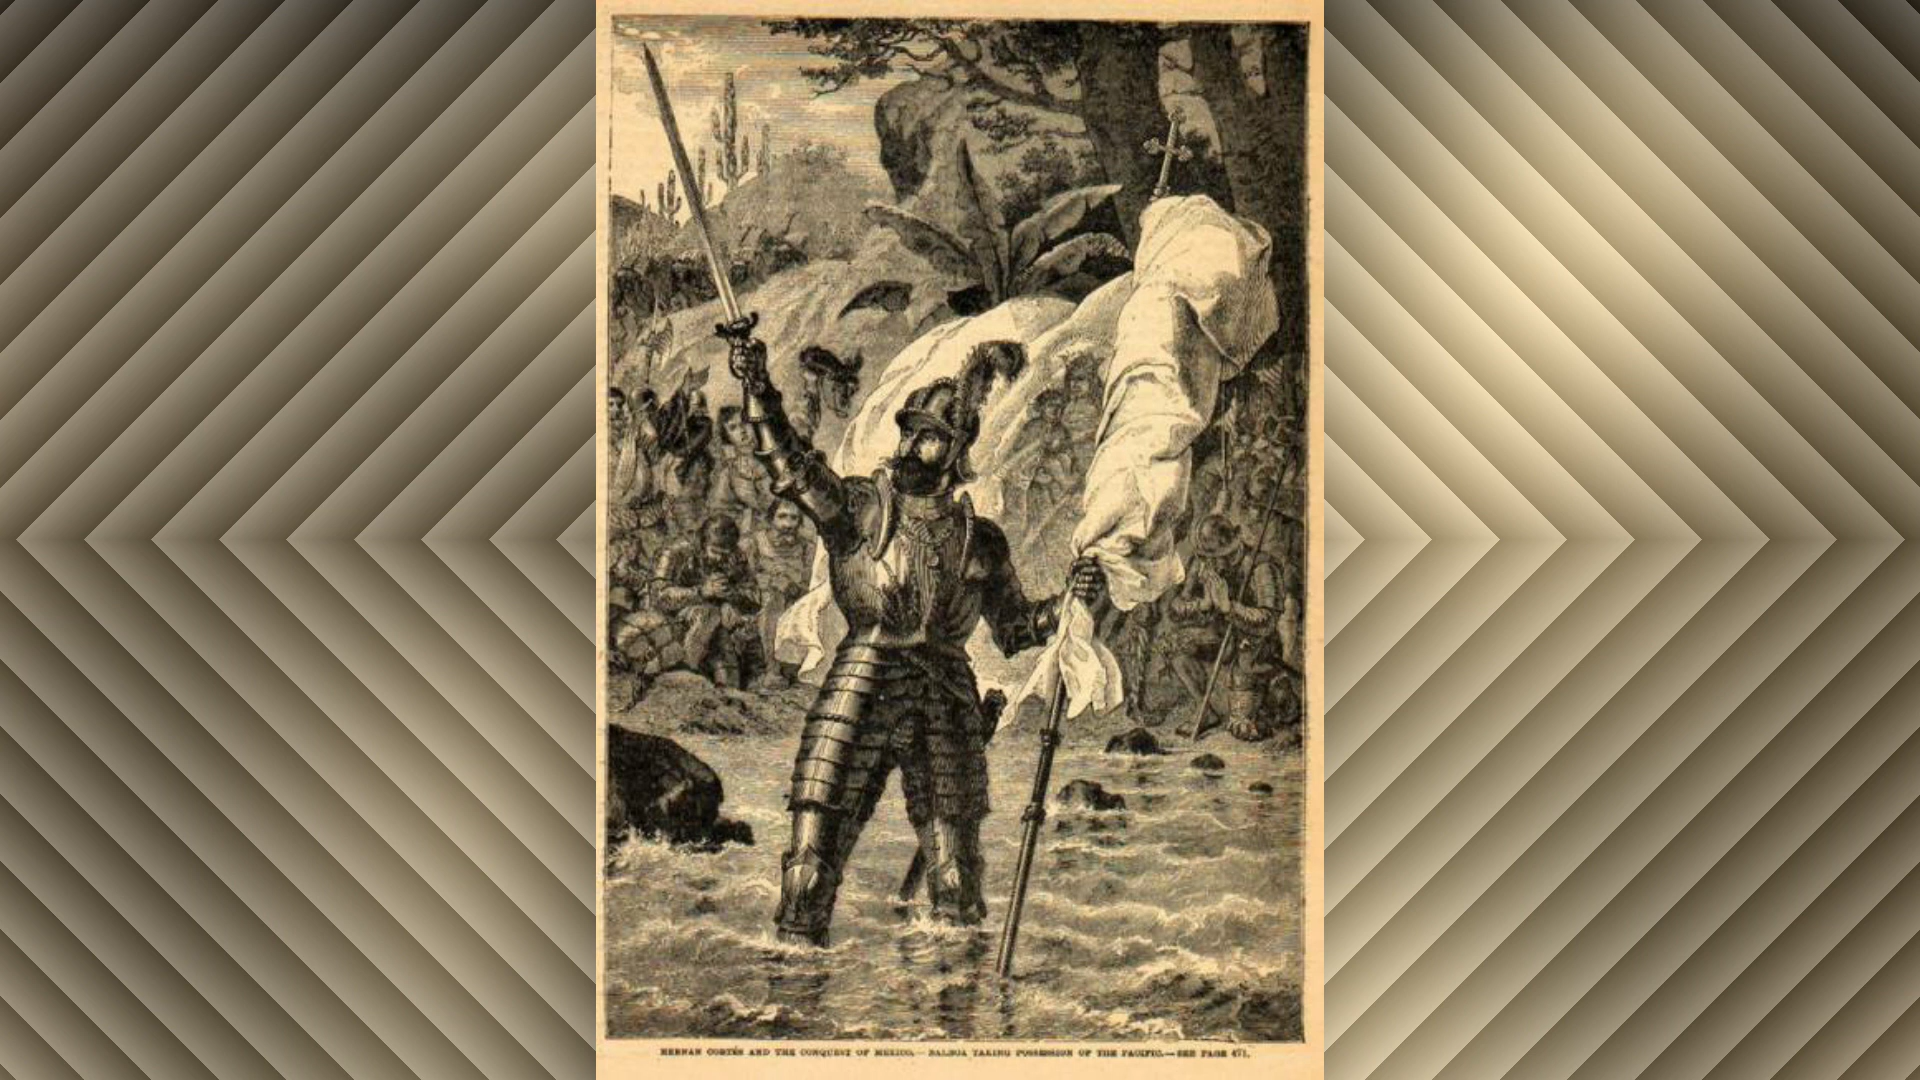 HERNAN CORTÉS AND THE CONQUEST OF MEXICO.—BALBOA TAKING POSSESSION OF THE PACIFIC.—SEE PAGE 471.